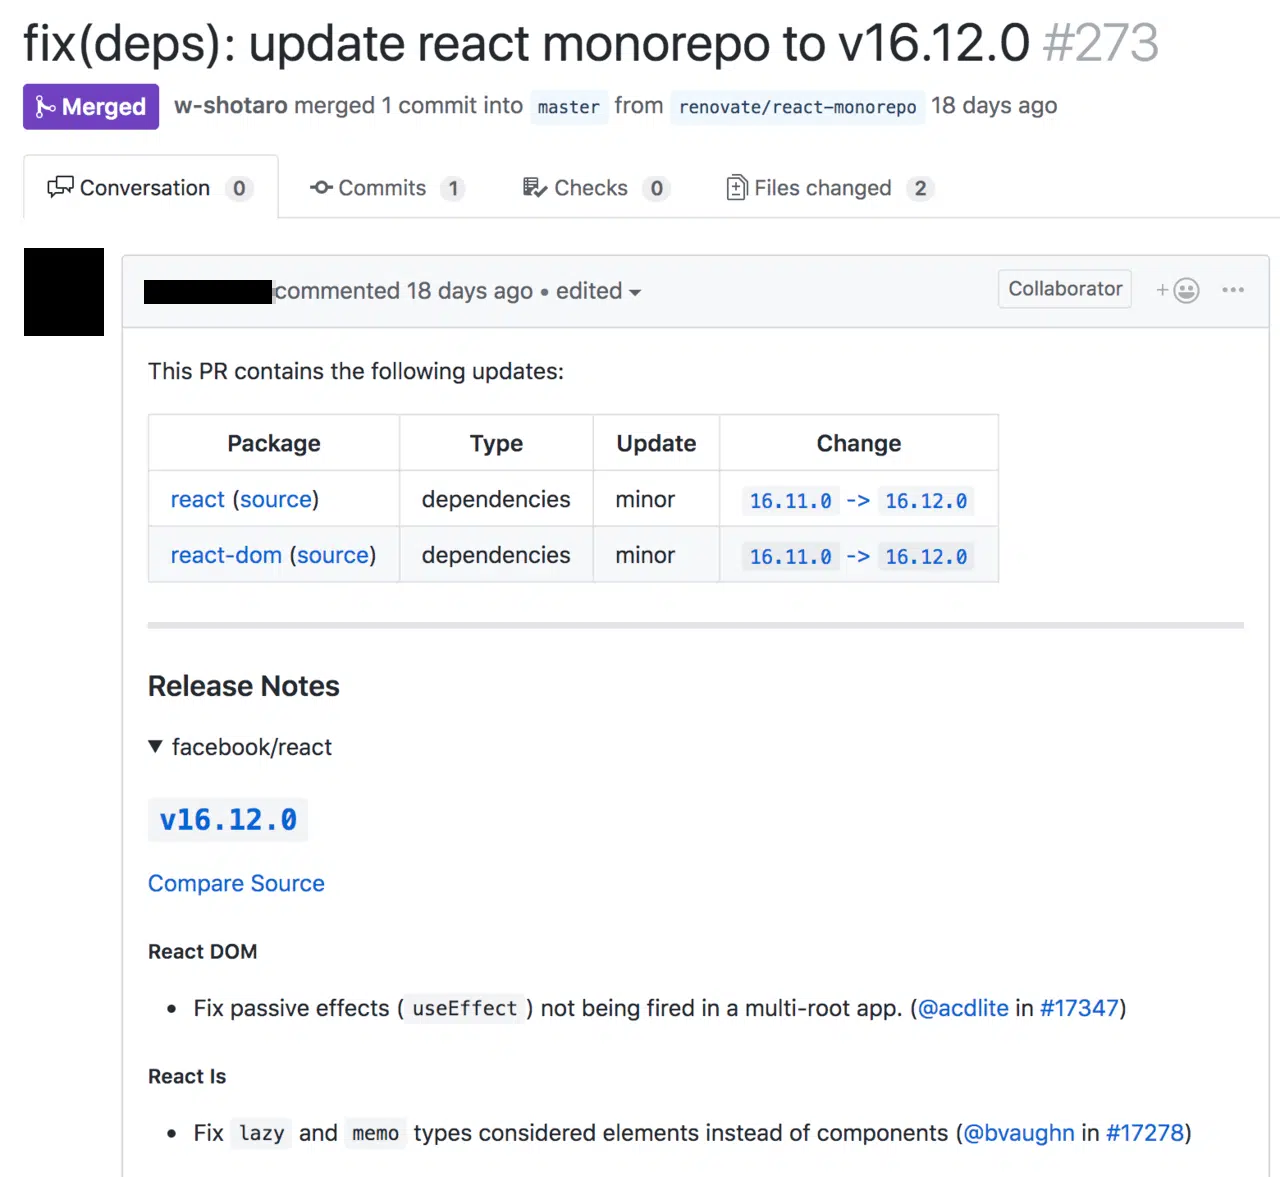 fix(deps): update react monorepo to v16.12.0 #273
Merged w-shotaro merged 1 commit into master from renovate/react-monorepo 18 days ago
Conversation 0 Commits 1 Checks 0 Files changed 2
commented 18 days ago • edited Collaborator
This PR contains the following updates:
Package Type Update Change
react (source) dependencies minor 16.11.0 -> 16.12.0
react-dom (source) dependencies minor 16.11.0 -> 16.12.0
Release Notes
▼ facebook/react
v16.12.0
Compare Source
React DOM
• Fix passive effects ( useEffect ) not being fired in a multi-root app. (@acdlite in #17347)
React Is
• Fix lazy and memo types considered elements instead of components (@bvaughn in #17278)